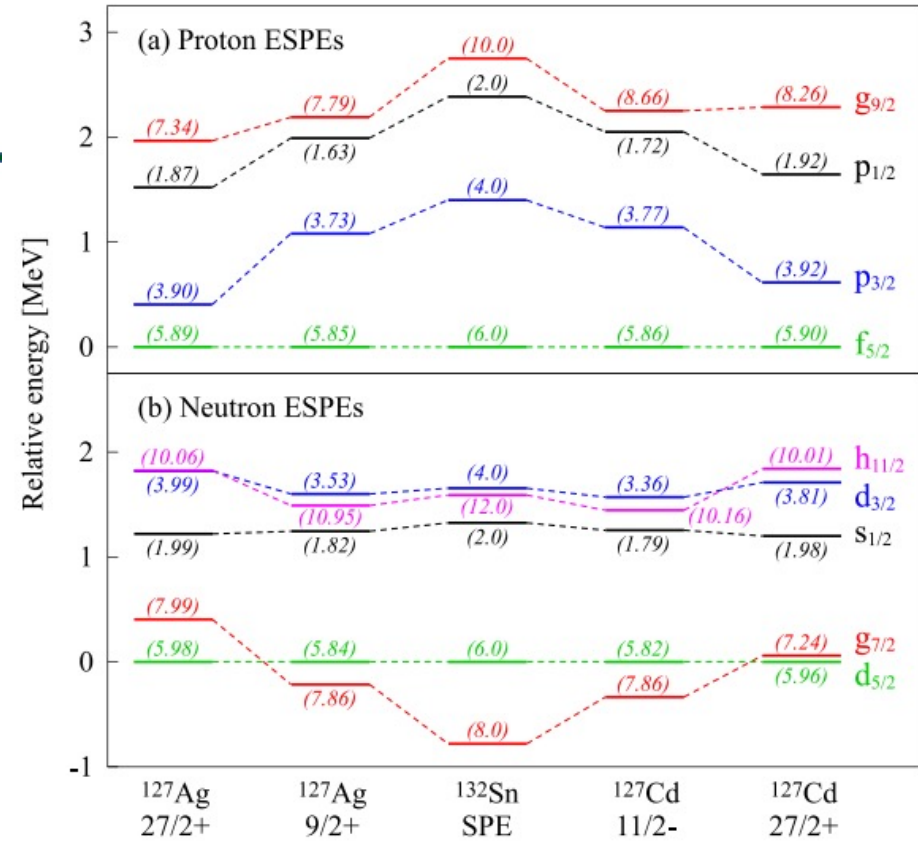 (a) Proton ESPEs
3
2
1
0
(7.34) (7.79) (10.0) (8.66) (8.26) g9/2
(1.87) (1.63) (2.0) (1.72) (1.92) p1/2
(3.90) (3.73) (4.0) (3.77) (3.92) p3/2
(5.89) (5.85) (6.0) (5.86) (5.90) f5/2
Relative energy [MeV]
(b) Neutron ESPEs
2
1
0
-1
(10.06) (10.95) (12.0) (10.16) (10.01) h11/2
(3.99) (3.53) (4.0) (3.36) (3.81) d3/2
(1.99) (1.82) (2.0) (1.79) (1.98) s1/2
(7.99) (7.86) (8.0) (7.86) (7.24) g7/2
(5.98) (5.84) (6.0) (5.82) (5.96) d5/2
127Ag 127Ag 132Sn 127Cd 127Cd
27/2+ 9/2+ SPE 11/2- 27/2+